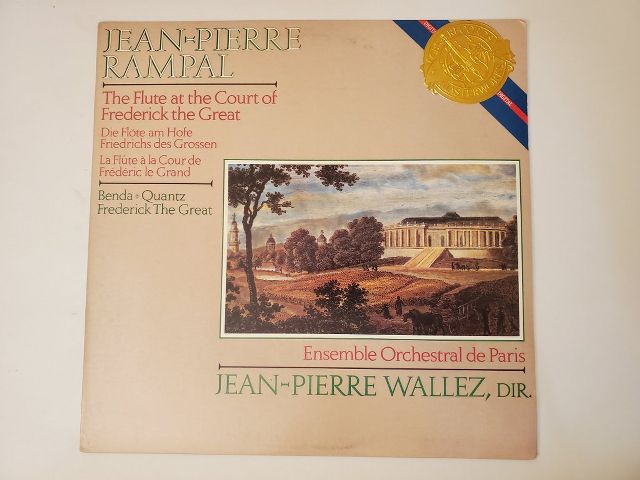 JEAN-PIERRE
RAMPAL
The Flute at the Court of
Frederick the Great
Die Flöte am Hofe
Friedrichs des Grossen
La Flûte à la Cour de
Frédéric le Grand
Benda • Quantz
Frederick The Great
DIGITAL
Ensemble Orchestral de Paris
JEAN-PIERRE WALLEZ, DIR.